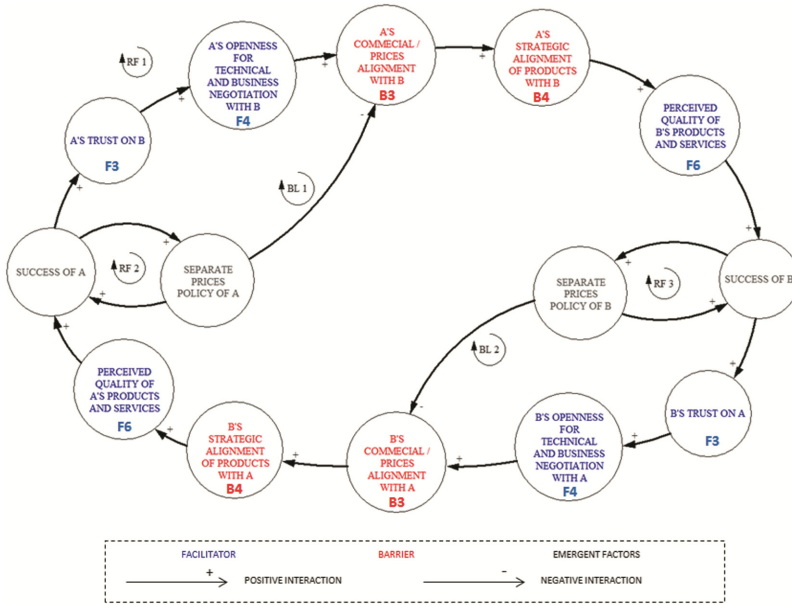 RF 1
A'S OPENNESS
FOR
TECHNICAL
AND BUSINESS
NEGOTIATION
WITH B
F4
+
A'S
COMMECIAL /
PRICES
ALIGNMENT
WITH B
B3
+
-
A'S
STRATEGIC
ALIGNMENT
OF PRODUCTS
WITH B
B4
+
+
PERCEIVED
QUALITY OF
B'S PRODUCTS
AND SERVICES
F6
+
A'S TRUST ON B
F3
+
BL 1
SUCCESS OF A
+
+
+
RF 2
SEPARATE
PRICES
POLICY OF A
SEPARATE
PRICES
POLICY OF B
+
+
RF 3
SUCCESS OF B
BL 2
PERCEIVED
QUALITY OF
A'S PRODUCTS
AND SERVICES
F6
+
B'S
STRATEGIC
ALIGNMENT
OF PRODUCTS
WITH A
B4
+
B'S
COMMECIAL /
PRICES
ALIGNMENT
WITH A
B3
-
+
B'S OPENNESS
FOR
TECHNICAL
AND BUSINESS
NEGOTIATION
WITH A
F4
+
B'S TRUST ON A
F3
+
FACILITATOR BARRIER EMERGENT FACTORS
+ POSITIVE INTERACTION - NEGATIVE INTERACTION